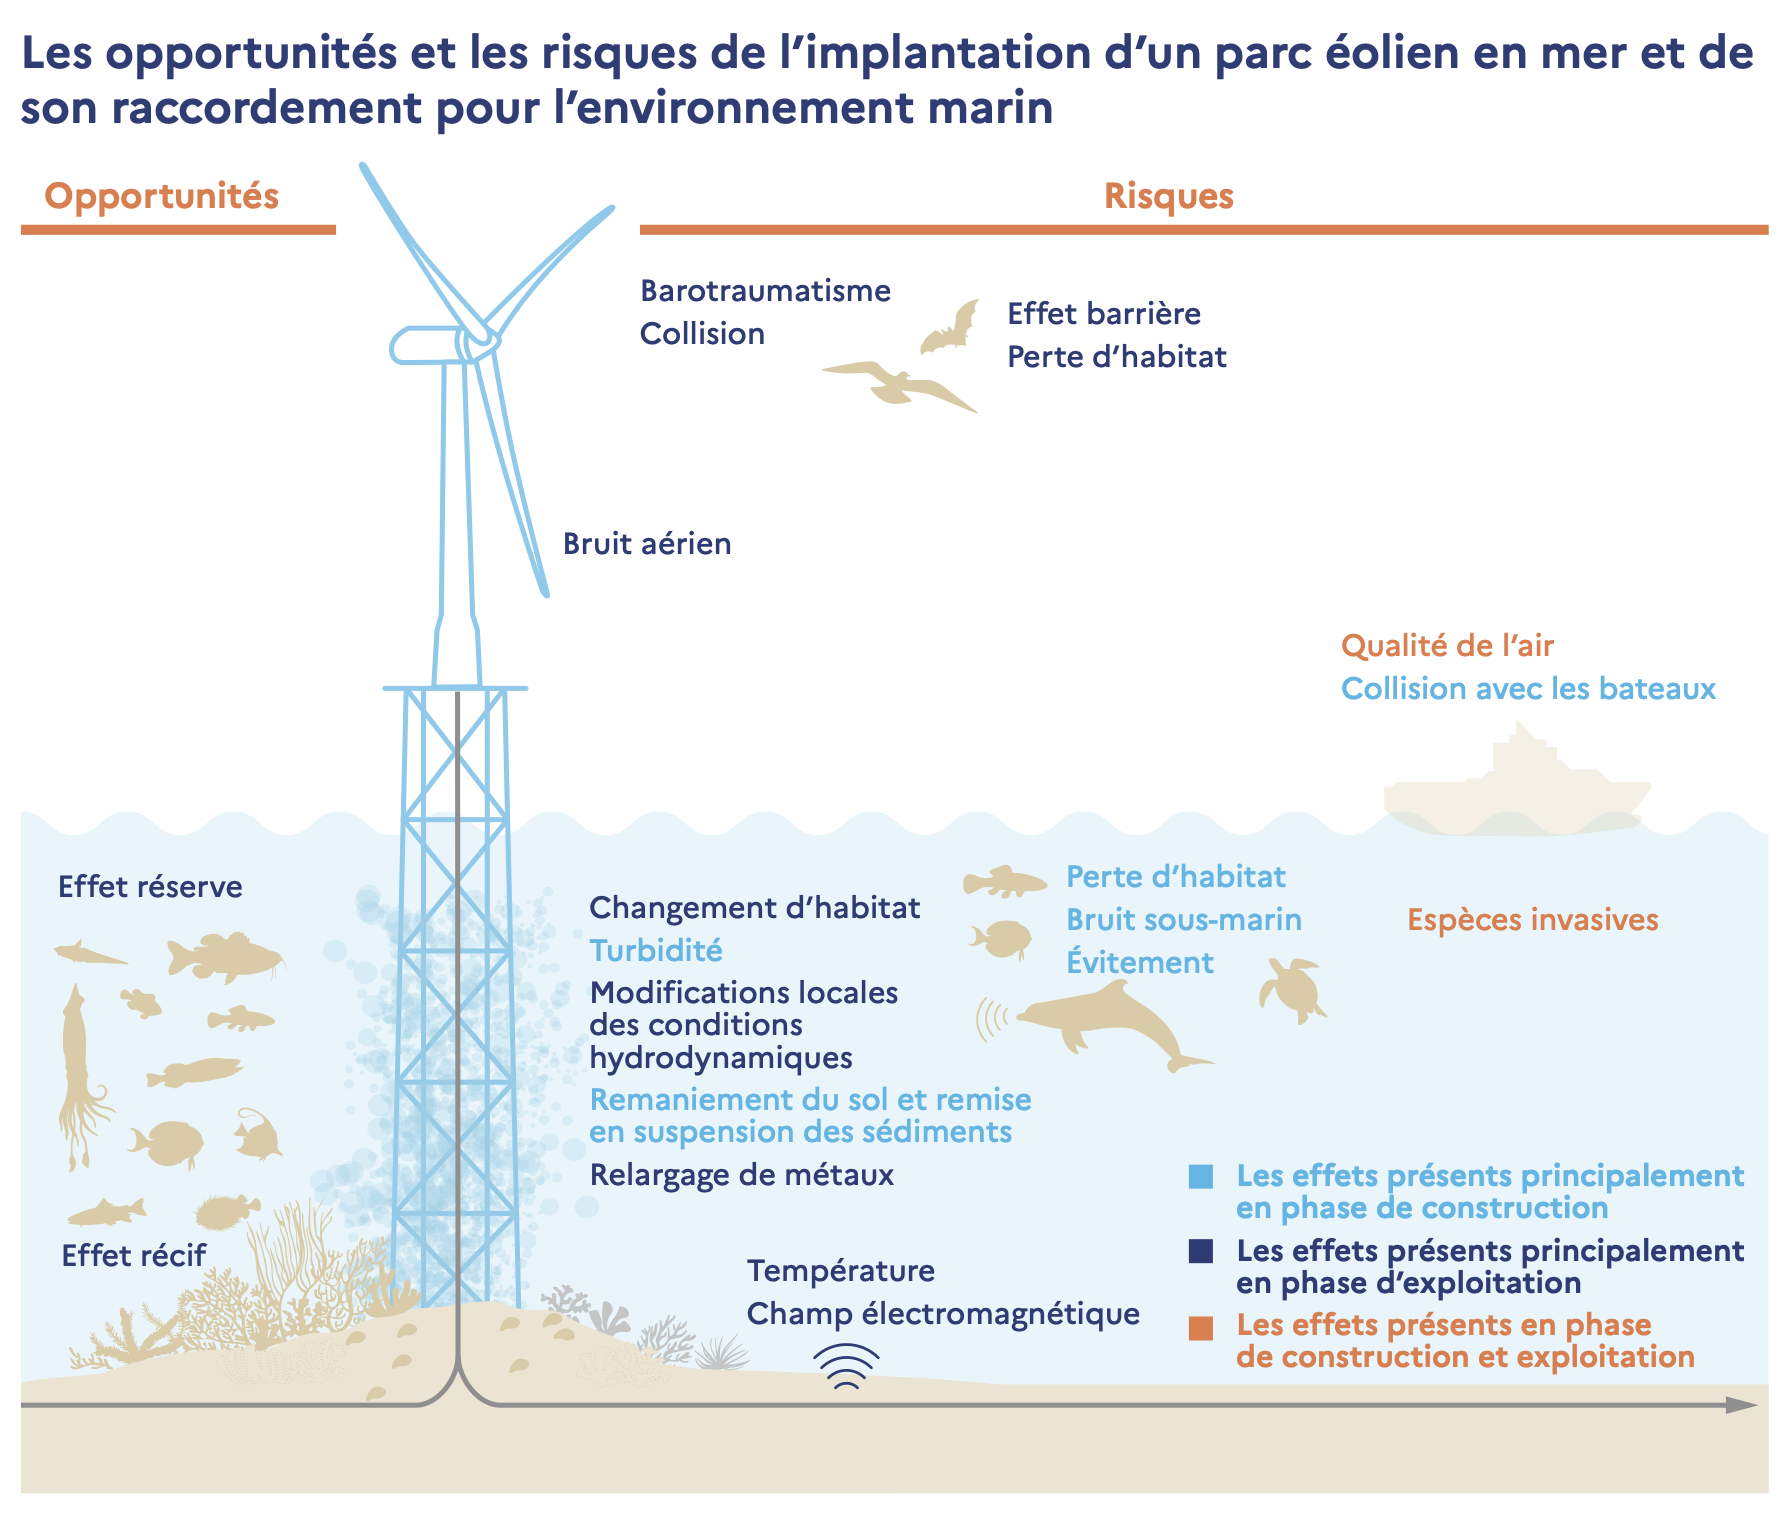 Les opportunités et les risques de l’implantation d’un parc éolien en mer et de
son raccordement pour l’environnement marin
Opportunités
Risques
Barotraumatisme
Collision
Effet barrière
Perte d’habitat
Bruit aérien
Qualité de l’air
Collision avec les bateaux
Effet réserve
Effet récif
Changement d’habitat
Turbidité
Modifications locales
des conditions
hydrodynamiques
Remaniement du sol et remise
en suspension des sédiments
Relargage de métaux
Perte d’habitat
Bruit sous-marin
Évitement
Espèces invasives
Température
Champ électromagnétique
Les effets présents principalement
en phase de construction
Les effets présents principalement
en phase d’exploitation
Les effets présents en phase
de construction et exploitation